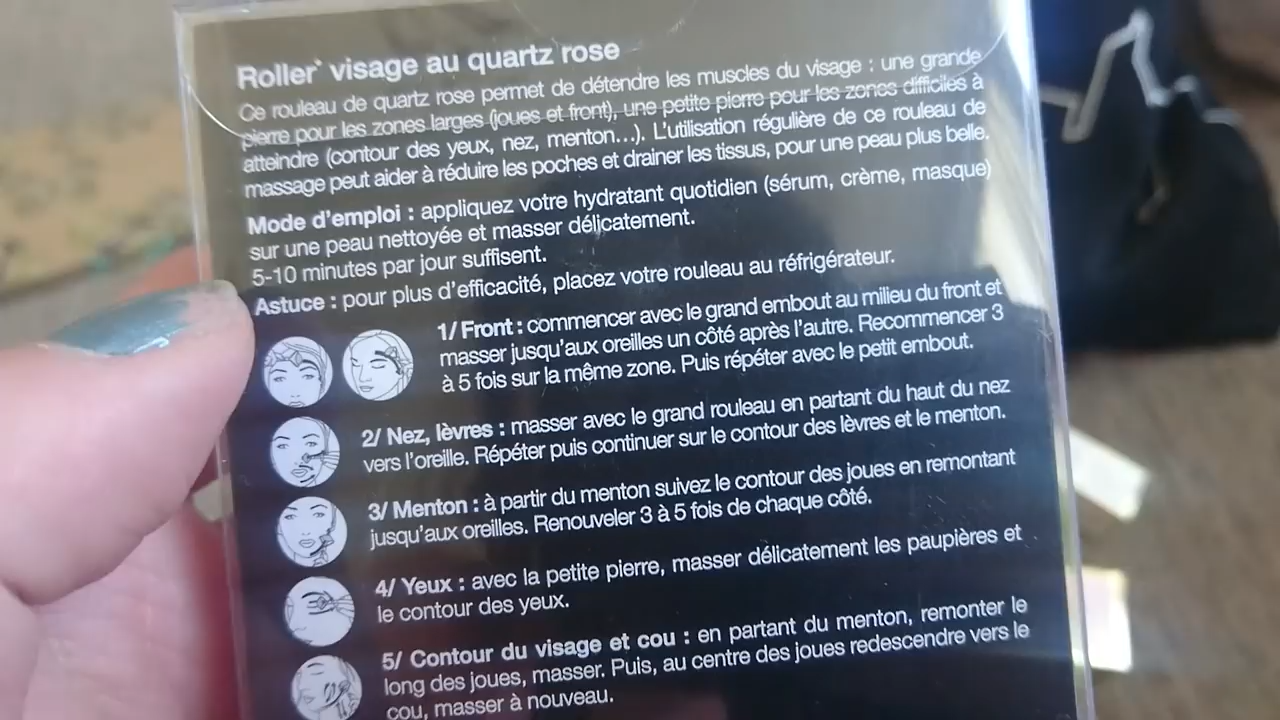 Roller visage au quartz rose
Ce rouleau de quartz rose permet de détendre les muscles du visage : une grande
pierre pour les zones larges (joues et front), une petite pierre pour les zones difficiles à
atteindre (contour des yeux, nez, menton...). L'utilisation régulière de ce rouleau de
massage peut aider à réduire les poches et drainer les tissus, pour une peau plus belle.
Mode d'emploi : appliquez votre hydratant quotidien (sérum, crème, masque)
sur une peau nettoyée et masser délicatement.
5-10 minutes par jour suffisent.
Astuce : pour plus d'efficacité, placez votre rouleau au réfrigérateur.
1/ Front : commencer avec le grand embout au milieu du front et
masser jusqu'aux oreilles un côté après l'autre. Recommencer 3
à 5 fois sur la même zone. Puis répéter avec le petit embout.
2/ Nez, lèvres : masser avec le grand rouleau en partant du haut du nez
vers l'oreille. Répéter puis continuer sur le contour des lèvres et le menton.
3/ Menton : à partir du menton suivez le contour des joues en remontant
jusqu'aux oreilles. Renouveler 3 à 5 fois de chaque côté.
4/ Yeux : avec la petite pierre, masser délicatement les paupières et
le contour des yeux.
5/ Contour du visage et cou : en partant du menton, remonter le
long des joues, masser. Puis, au centre des joues redescendre vers le
cou, masser à nouveau.